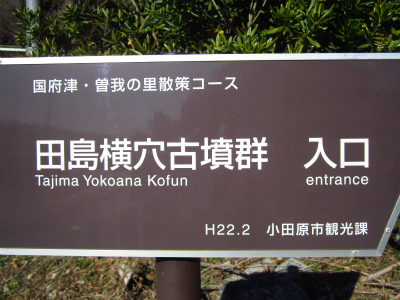 国府津・曽我の里散策コース
田島横穴古墳群　入口
Tajima Yokoana Kofun　entrance
H22.2　小田原市観光課